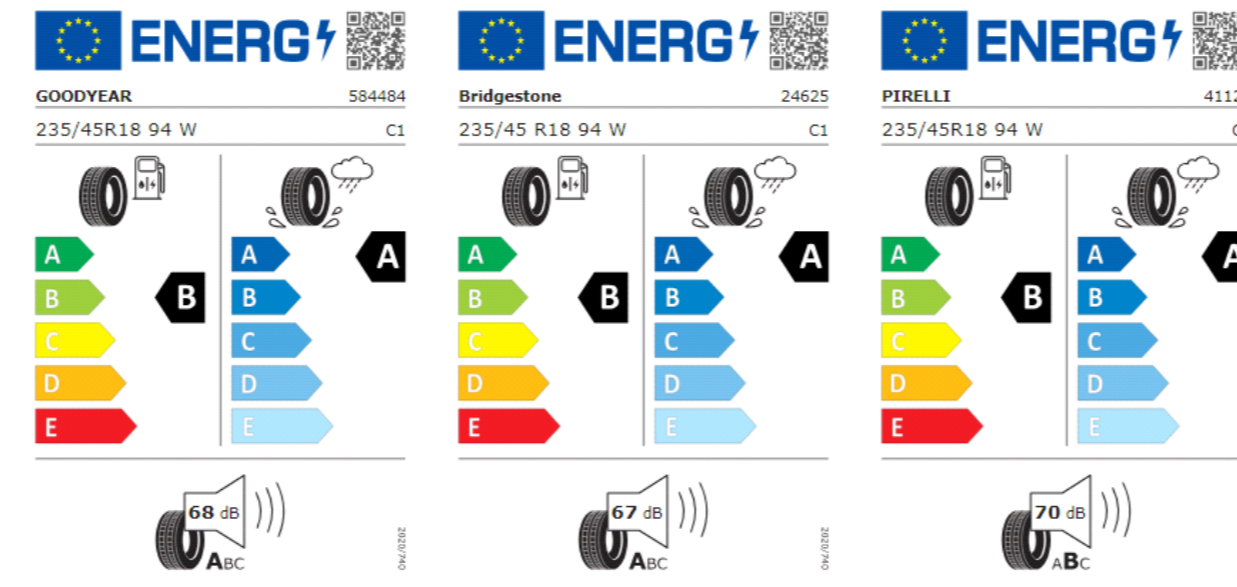 ENERG
GOODYEAR 584484
235/45R18 94 W C1
A A A
B B B
C C
D D
E E
68 dB
ABC
2020/740
ENERG
Bridgestone 24625
235/45 R18 94 W C1
A A A
B B B
C C
D D
E E
67 dB
ABC
2020/740
ENERG
PIRELLI 4112
235/45R18 94 W
A A A
B B B
C C
D D
E E
70 dB
ABC